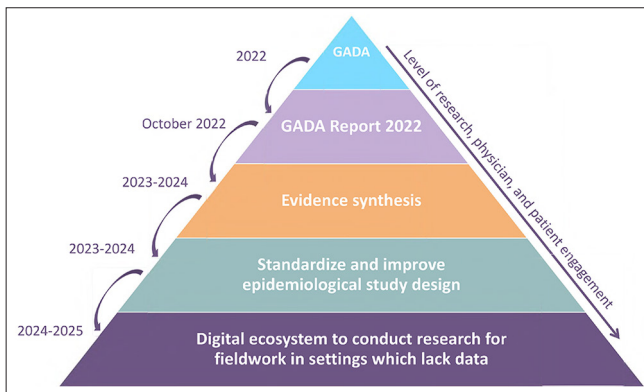 GADA
2022
GADA Report 2022
October 2022
Evidence synthesis
2023-2024
Standardize and improve
epidemiological study design
2023-2024
Digital ecosystem to conduct research for
fieldwork in settings which lack data
2024-2025
Level of research, physician, and patient engagement